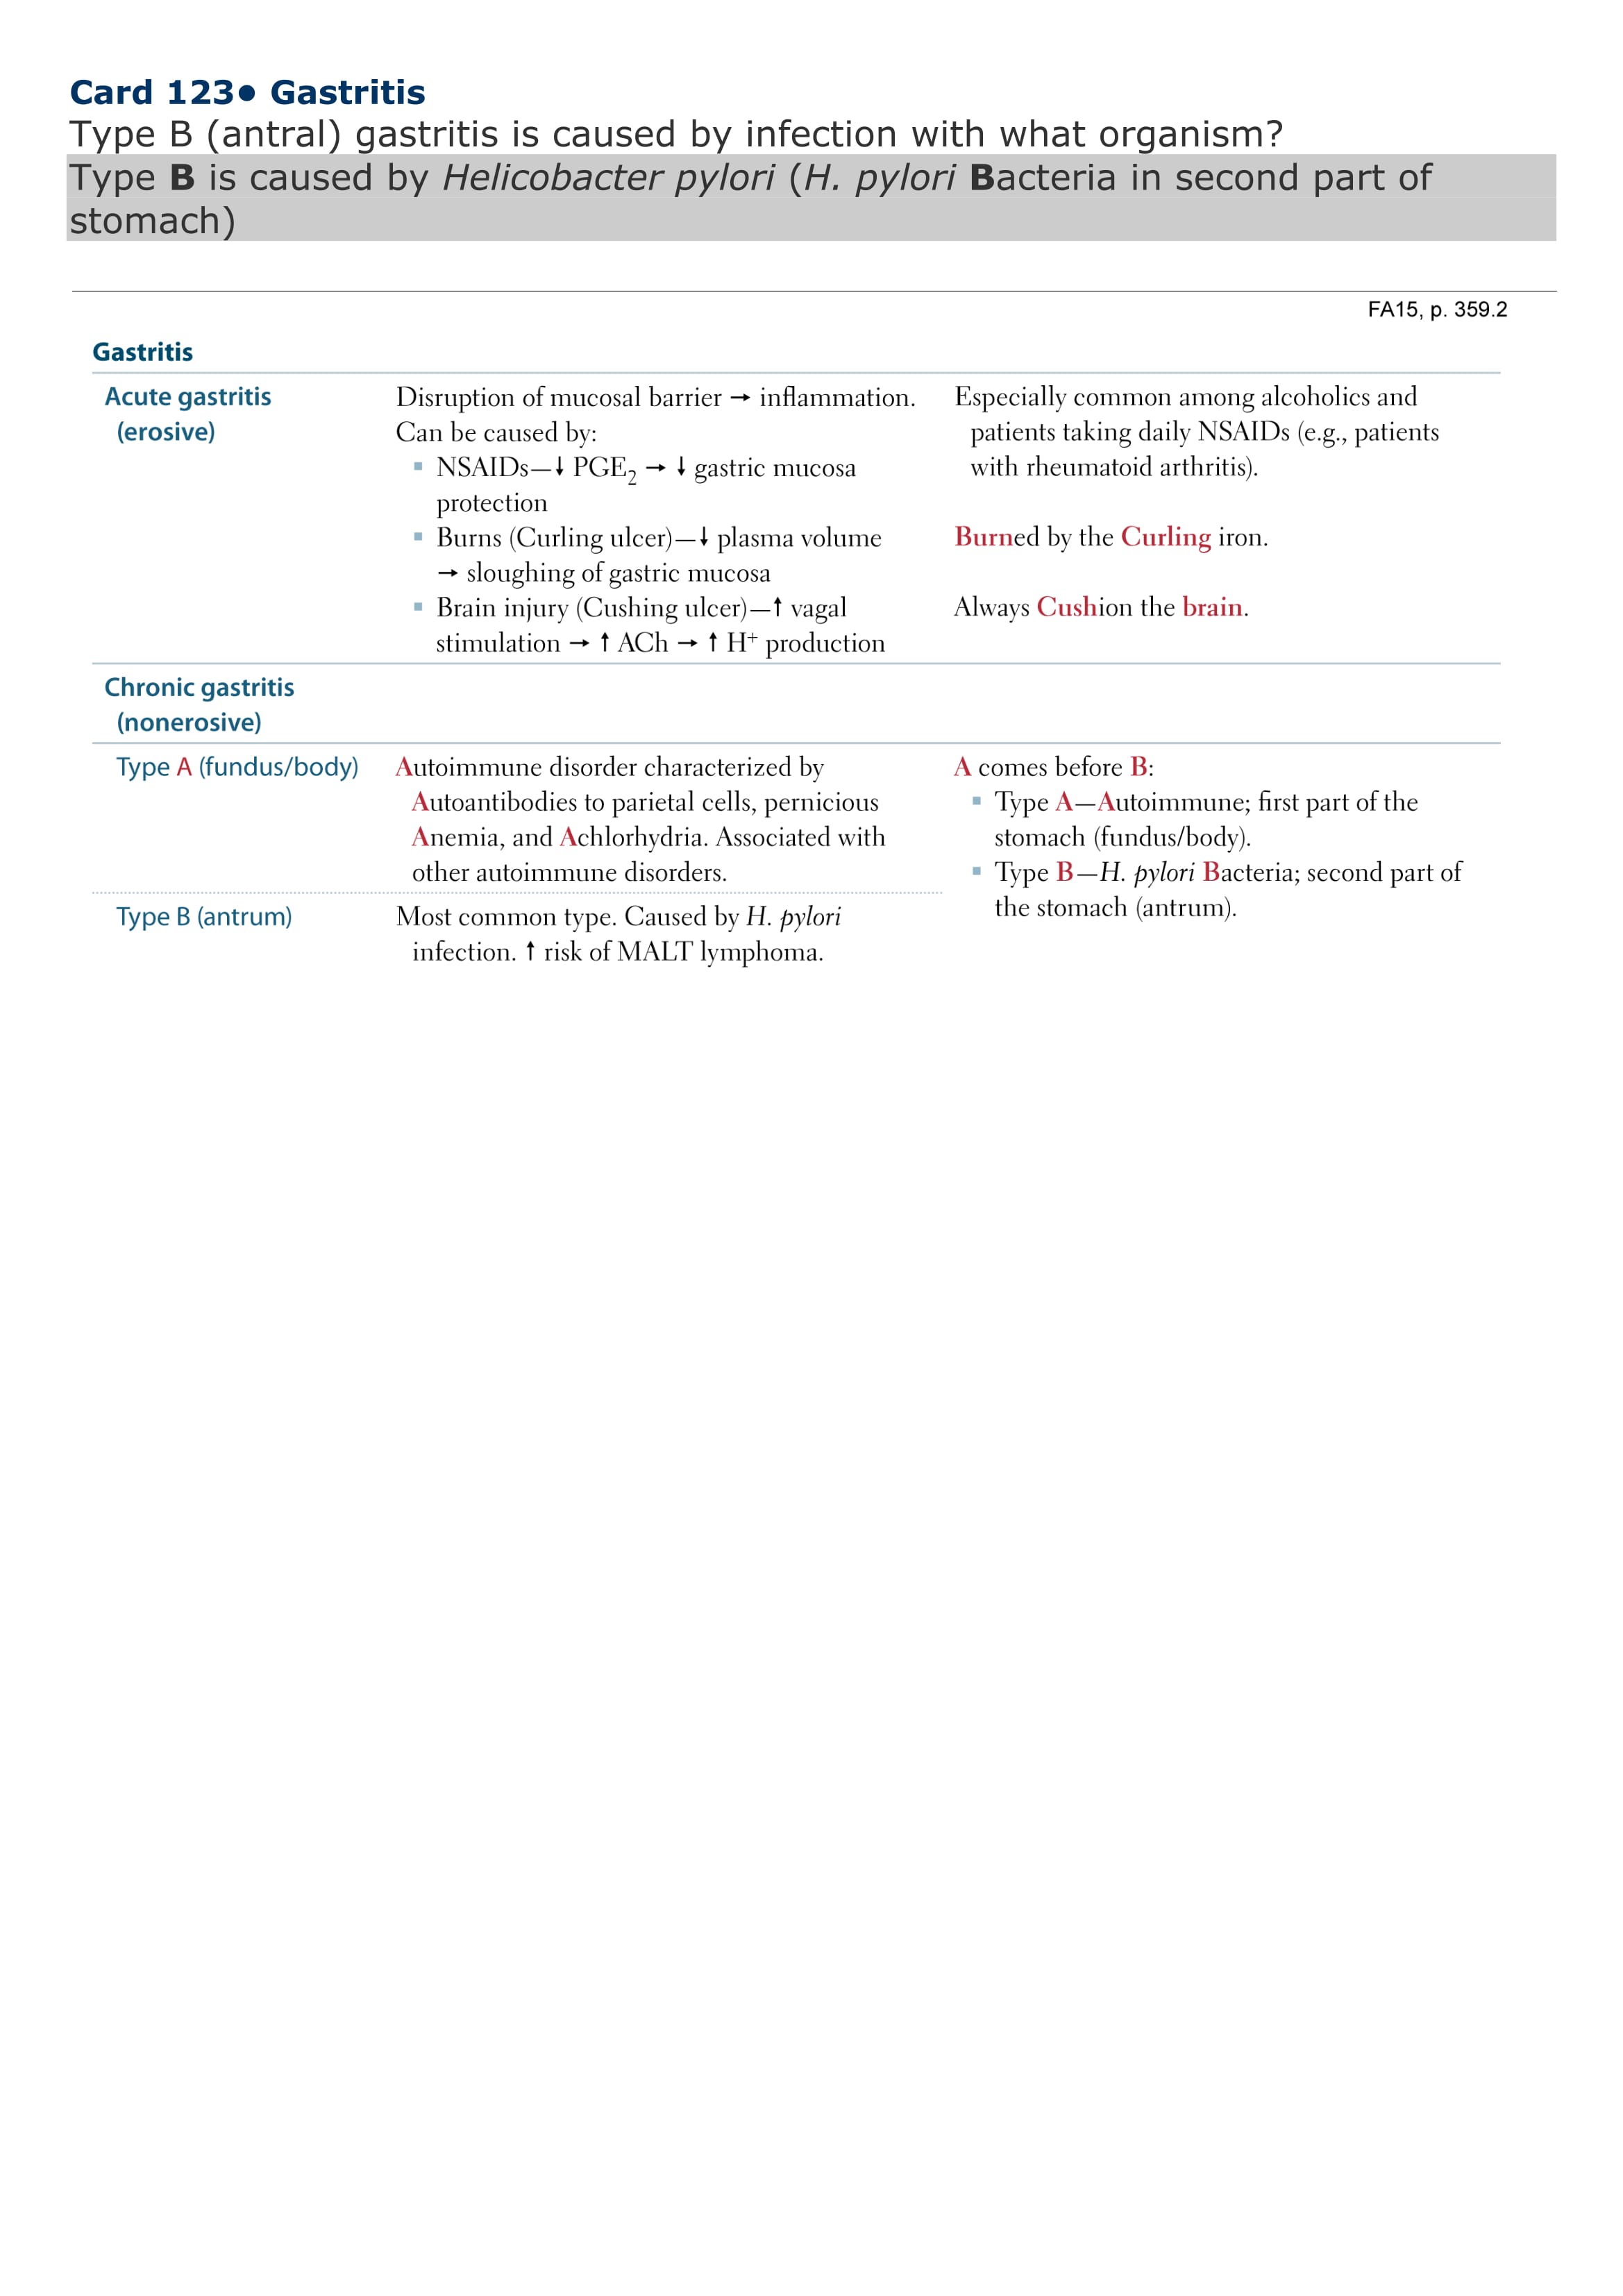 Card 123• Gastritis
Type B (antral) gastritis is caused by infection with what organism?
Type B is caused by Helicobacter pylori (H. pylori Bacteria in second part of
stomach)
FA15, p. 359.2
Gastritis
Acute gastritis
(erosive)
Disruption of mucosal barrier → inflammation.
Can be caused by:
▪ NSAIDs—↓ PGE₂ → ↓ gastric mucosa
protection
▪ Burns (Curling ulcer)—↓ plasma volume
→ sloughing of gastric mucosa
▪ Brain injury (Cushing ulcer)—↑ vagal
stimulation → ↑ ACh → ↑ H⁺ production
Especially common among alcoholics and
patients taking daily NSAIDs (e.g., patients
with rheumatoid arthritis).
Burned by the Curling iron.
Always Cushion the brain.
Chronic gastritis
(nonerosive)
Type A (fundus/body)
Autoimmune disorder characterized by
Autoantibodies to parietal cells, pernicious
Anemia, and Achlorhydria. Associated with
other autoimmune disorders.
A comes before B:
▪ Type A—Autoimmune; first part of the
stomach (fundus/body).
▪ Type B—H. pylori Bacteria; second part of
the stomach (antrum).
Type B (antrum)
Most common type. Caused by H. pylori
infection. ↑ risk of MALT lymphoma.